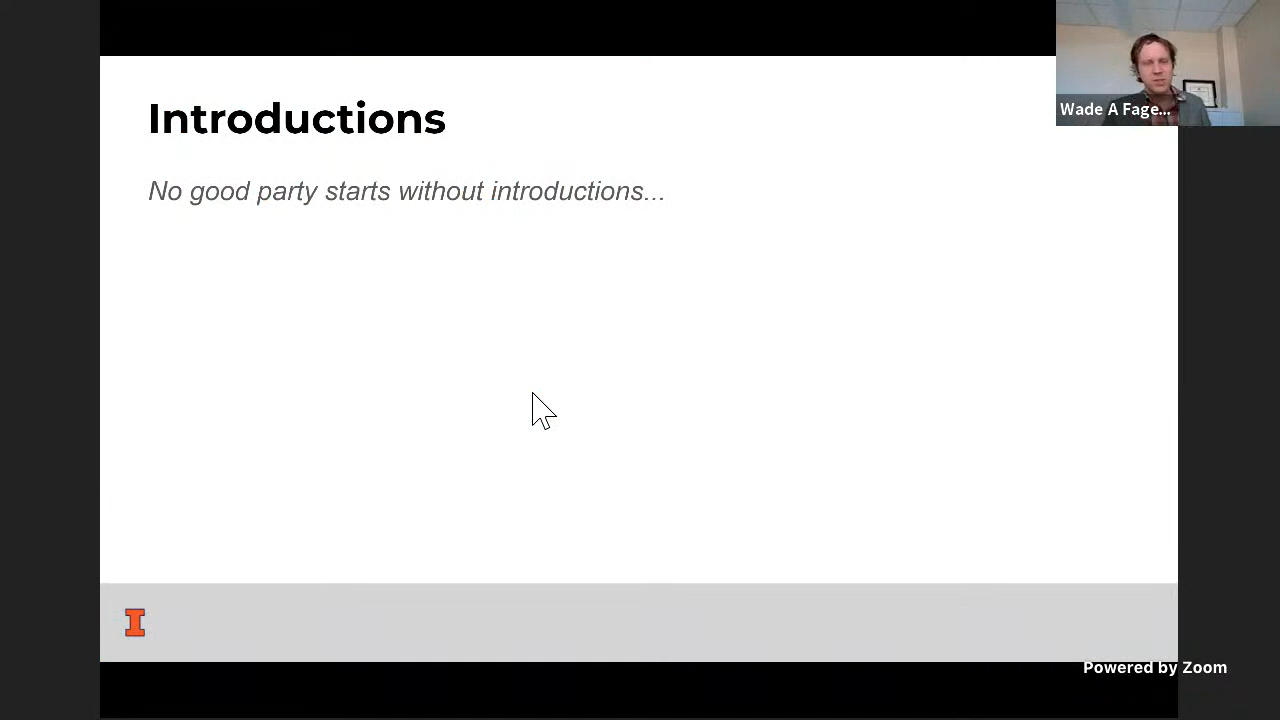 Introductions
No good party starts without introductions...
Wade A Fage...
I
Powered by Zoom